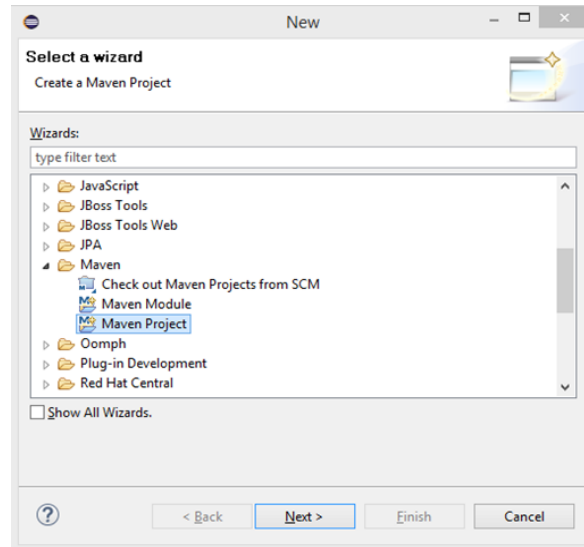 New
Select a wizard
Create a Maven Project
Wizards:
type filter text
JavaScript
JBoss Tools
JBoss Tools Web
JPA
Maven
Check out Maven Projects from SCM
Maven Module
Maven Project
Oomph
Plug-in Development
Red Hat Central
Show All Wizards.
? < Back Next > Finish Cancel